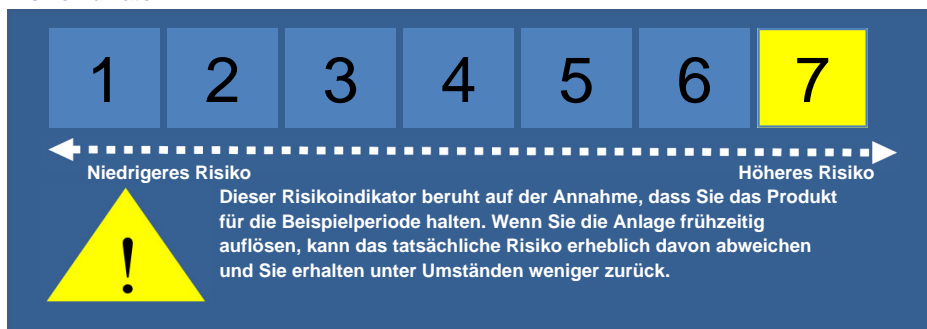 1 2 3 4 5 6 7
Niedrigeres Risiko Höheres Risiko
Dieser Risikoindikator beruht auf der Annahme, dass Sie das Produkt
für die Beispielperiode halten. Wenn Sie die Anlage frühzeitig
auflösen, kann das tatsächliche Risiko erheblich davon abweichen
und Sie erhalten unter Umständen weniger zurück.
!